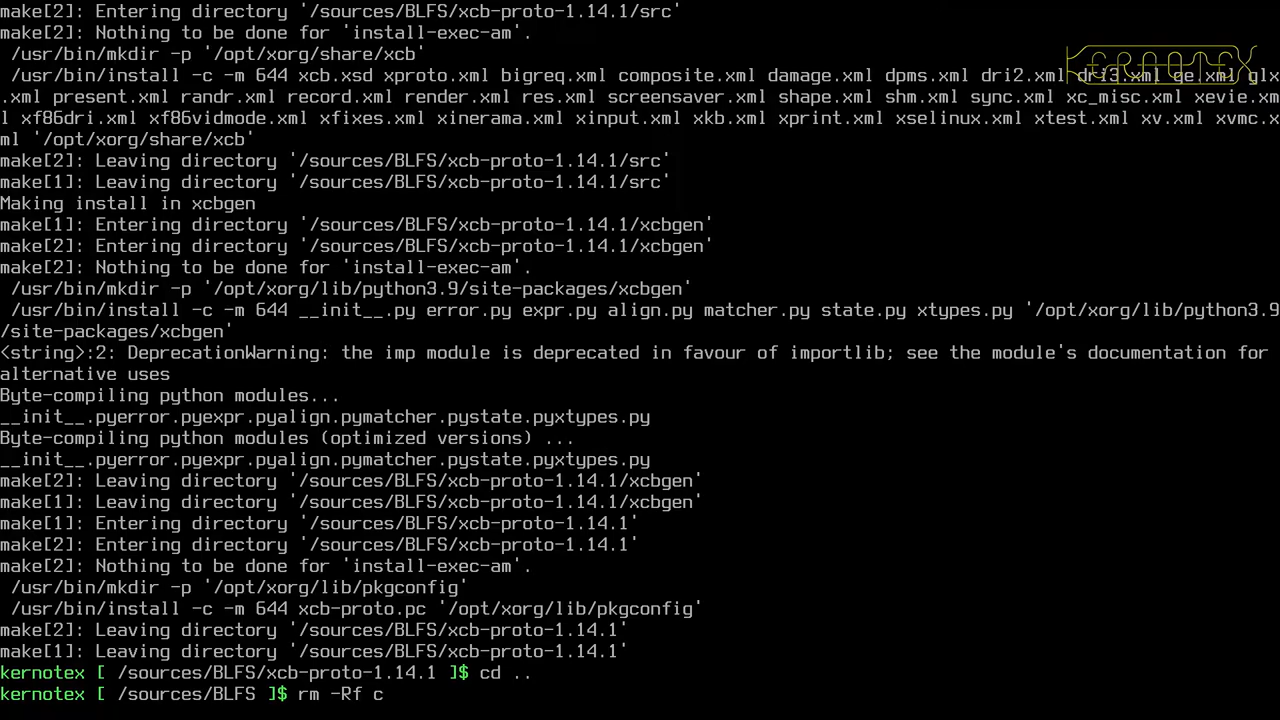 make[2]: Entering directory '/sources/BLFS/xcb-proto-1.14.1/src'
make[2]: Nothing to be done for 'install-exec-am'.
 /usr/bin/mkdir -p '/opt/xorg/share/xcb'
 /usr/bin/install -c -m 644 xcb.xsd xproto.xml bigreq.xml composite.xml damage.xml dpms.xml dri2.xml dri3.xml ge.xml glx
.xml present.xml randr.xml record.xml render.xml res.xml screensaver.xml shape.xml shm.xml sync.xml xc_misc.xml xevie.xm
l xf86dri.xml xf86vidmode.xml xfixes.xml xinerama.xml xinput.xml xkb.xml xprint.xml xselinux.xml xtest.xml xv.xml xvmc.x
ml '/opt/xorg/share/xcb'
make[2]: Leaving directory '/sources/BLFS/xcb-proto-1.14.1/src'
make[1]: Leaving directory '/sources/BLFS/xcb-proto-1.14.1/src'
Making install in xcbgen
make[1]: Entering directory '/sources/BLFS/xcb-proto-1.14.1/xcbgen'
make[2]: Entering directory '/sources/BLFS/xcb-proto-1.14.1/xcbgen'
make[2]: Nothing to be done for 'install-exec-am'.
 /usr/bin/mkdir -p '/opt/xorg/lib/python3.9/site-packages/xcbgen'
 /usr/bin/install -c -m 644 __init__.py error.py expr.py align.py matcher.py state.py xtypes.py '/opt/xorg/lib/python3.9
/site-packages/xcbgen'
<string>:2: DeprecationWarning: the imp module is deprecated in favour of importlib; see the module's documentation for
alternative uses
Byte-compiling python modules...
__init__.pyerror.pyexpr.pyalign.pymatcher.pystate.pyxtypes.py
Byte-compiling python modules (optimized versions) ...
__init__.pyerror.pyexpr.pyalign.pymatcher.pystate.pyxtypes.py
make[2]: Leaving directory '/sources/BLFS/xcb-proto-1.14.1/xcbgen'
make[1]: Leaving directory '/sources/BLFS/xcb-proto-1.14.1/xcbgen'
make[1]: Entering directory '/sources/BLFS/xcb-proto-1.14.1'
make[2]: Entering directory '/sources/BLFS/xcb-proto-1.14.1'
make[2]: Nothing to be done for 'install-exec-am'.
 /usr/bin/mkdir -p '/opt/xorg/lib/pkgconfig'
 /usr/bin/install -c -m 644 xcb-proto.pc '/opt/xorg/lib/pkgconfig'
make[2]: Leaving directory '/sources/BLFS/xcb-proto-1.14.1'
make[1]: Leaving directory '/sources/BLFS/xcb-proto-1.14.1'
kernotex [ /sources/BLFS/xcb-proto-1.14.1 ]$ cd ..
kernotex [ /sources/BLFS ]$ rm -Rf c
KERNOTEX